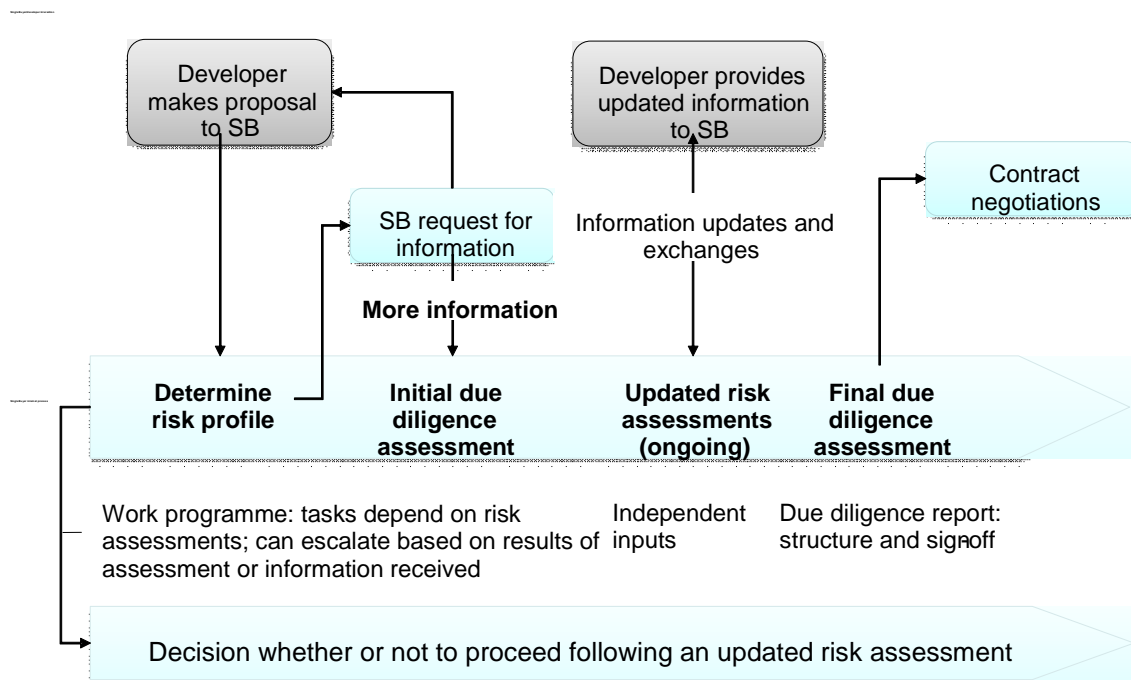 Developer
makes proposal
to SB
Developer provides
updated information
to SB
Contract
negotiations
SB request for
information
Information updates and
exchanges
More information
Determine
risk profile
Initial due
diligence
assessment
Updated risk
assessments
(ongoing)
Final due
diligence
assessment
Work programme: tasks depend on risk
assessments; can escalate based on results of
assessment or information received
Independent
inputs
Due diligence report:
structure and sign-off
Decision whether or not to proceed following an updated risk assessment